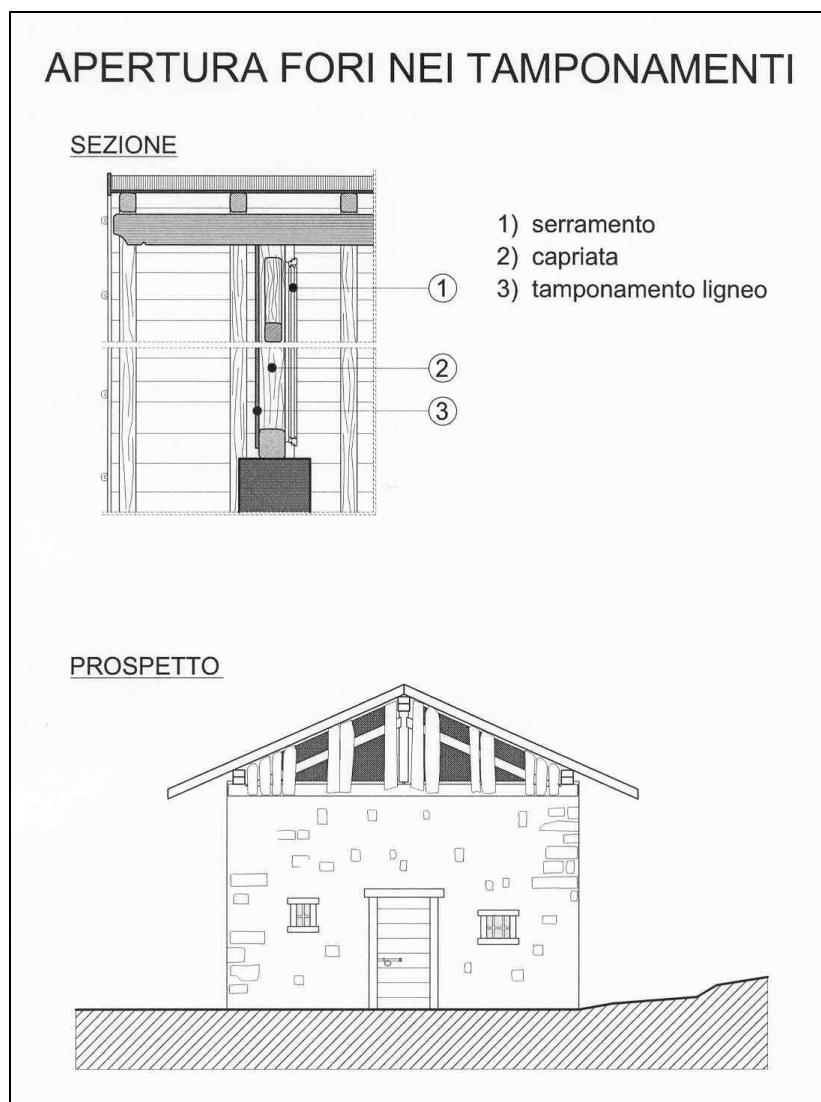 APERTURA FORI NEI TAMPONAMENTI
SEZIONE
1) serramento
2) capriata
3) tamponamento ligneo
1
2
3
PROSPETTO